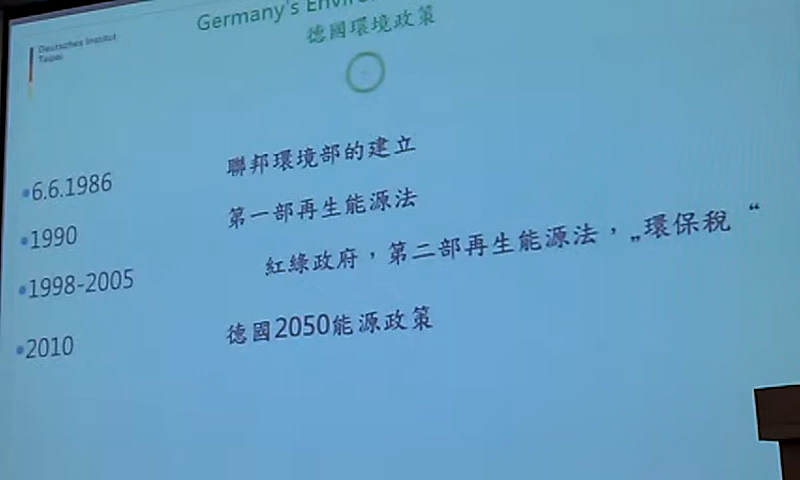 Deutsches Institut
Taipei
Germany's
德國環境政策
•6.6.1986 聯邦環境部的建立
•1990 第一部再生能源法
•1998-2005 紅綠政府，第二部再生能源法，„環保稅“
•2010 德國2050能源政策